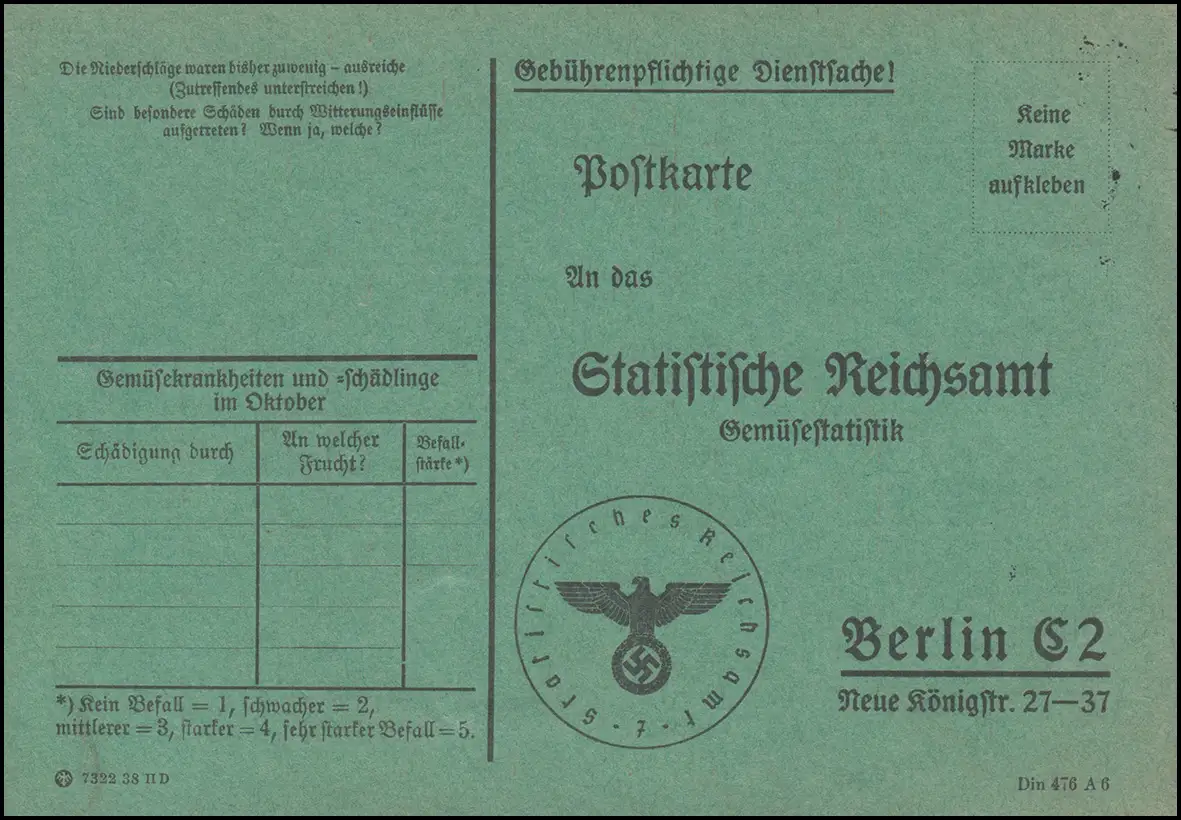 Die Niederschläge waren bisher zuwenig – ausreiche
(Zutreffendes unterstreichen!)
Sind besondere Schäden durch Witterungseinflüsse
aufgetreten? Wenn ja, welche?
Gemüsekrankheiten und =schädlinge
im Oktober
Schädigung durch
An welcher
Frucht?
Befall-
stärke*)
*) Kein Befall = 1, schwacher = 2,
mittlerer = 3, starker = 4, sehr starker Befall = 5.
7322 38 II D
Gebührenpflichtige Dienstsache!
Keine
Marke
aufkleben
Postkarte
An das
Statistische Reichsamt
Gemüsestatistik
Statistisches Reichsamt - 7 -
Berlin C2
Neue Königstr. 27—37
Din 476 A 6